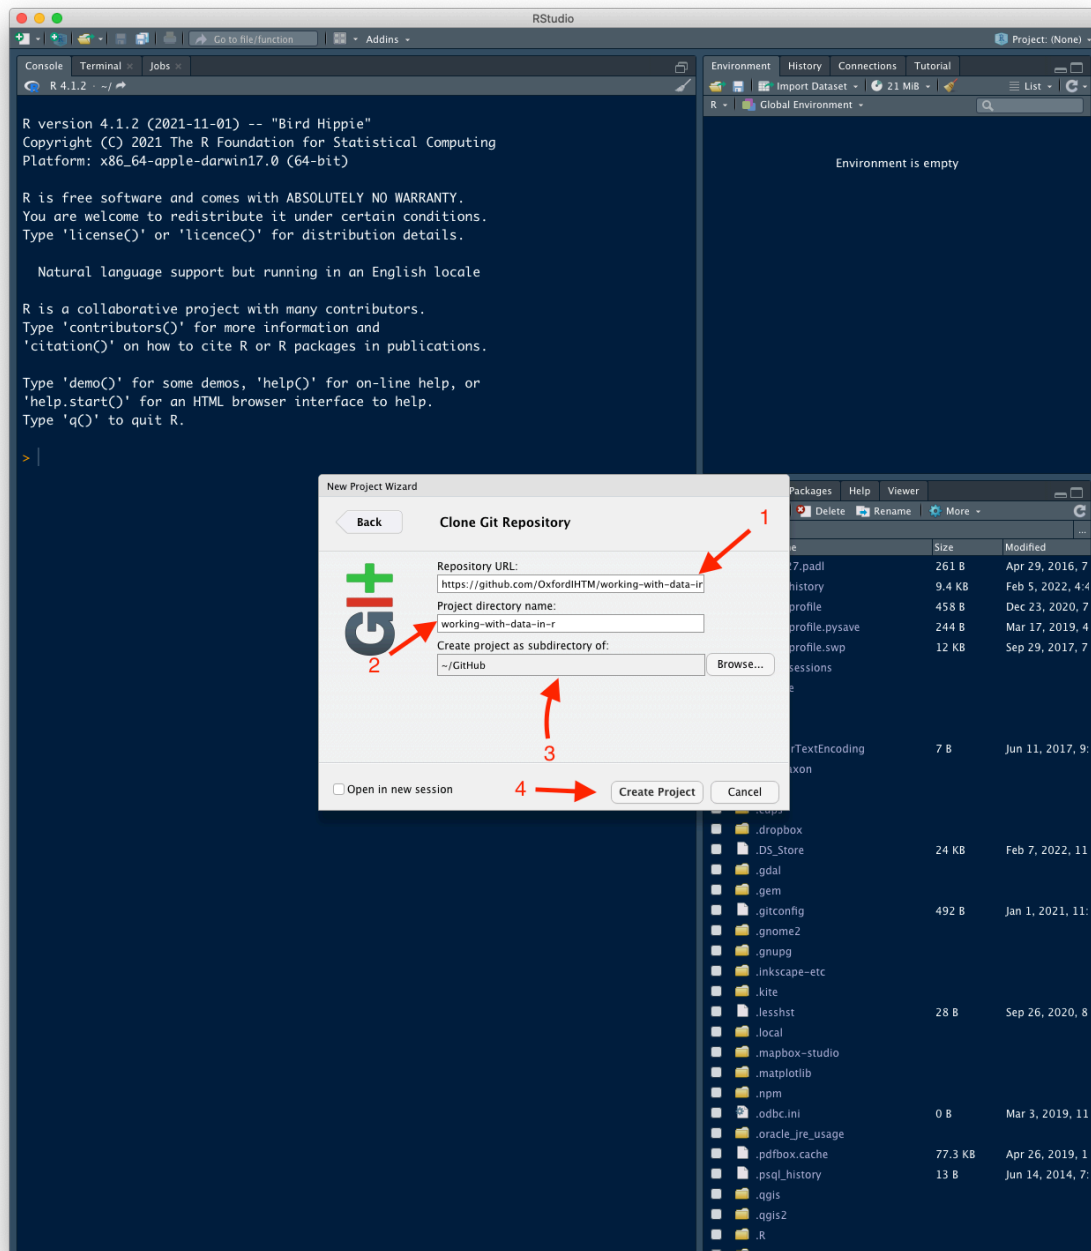 RStudio
Go to file/function
Addins
Project: (None)
Console Terminal Jobs
R 4.1.2 · ~/
R version 4.1.2 (2021-11-01) -- "Bird Hippie"
Copyright (C) 2021 The R Foundation for Statistical Computing
Platform: x86_64-apple-darwin17.0 (64-bit)
R is free software and comes with ABSOLUTELY NO WARRANTY.
You are welcome to redistribute it under certain conditions.
Type 'license()' or 'licence()' for distribution details.
Natural language support but running in an English locale
R is a collaborative project with many contributors.
Type 'contributors()' for more information and
'citation()' on how to cite R or R packages in publications.
Type 'demo()' for some demos, 'help()' for on-line help, or
'help.start()' for an HTML browser interface to help.
Type 'q()' to quit R.
>
Environment History Connections Tutorial
Import Dataset 21 MiB List
R Global Environment
Environment is empty
New Project Wizard
Back
Clone Git Repository
GIt
Repository URL:
https://github.com/OxfordIHTM/working-with-data-ir
1
Project directory name:
working-with-data-in-r
2
Create project as subdirectory of:
~/GitHub
Browse...
3
Open in new session
4
Create Project
Cancel
Packages Help Viewer
Delete Rename More
...
e Size Modified
27.padl 261 B Apr 29, 2016, 7
history 9.4 KB Feb 5, 2022, 4:4
profile 458 B Dec 23, 2020, 7
profile.pysave 244 B Mar 17, 2019, 4
profile.swp 12 KB Sep 29, 2017, 7
sessions
e
rTextEncoding 7 B Jun 11, 2017, 9:
axon
.dropbox
.DS_Store 24 KB Feb 7, 2022, 11
.gdal
.gem
.gitconfig 492 B Jan 1, 2021, 11:
.gnome2
.gnupg
.inkscape-etc
.kite
.lesshst 28 B Sep 26, 2020, 8
.local
.mapbox-studio
.matplotlib
.npm
.odbc.ini 0 B Mar 3, 2019, 11
.oracle_jre_usage
.pdfbox.cache 77.3 KB Apr 26, 2019, 1
.psql_history 13 B Jun 14, 2014, 7:
.qgis
.qgis2
.R